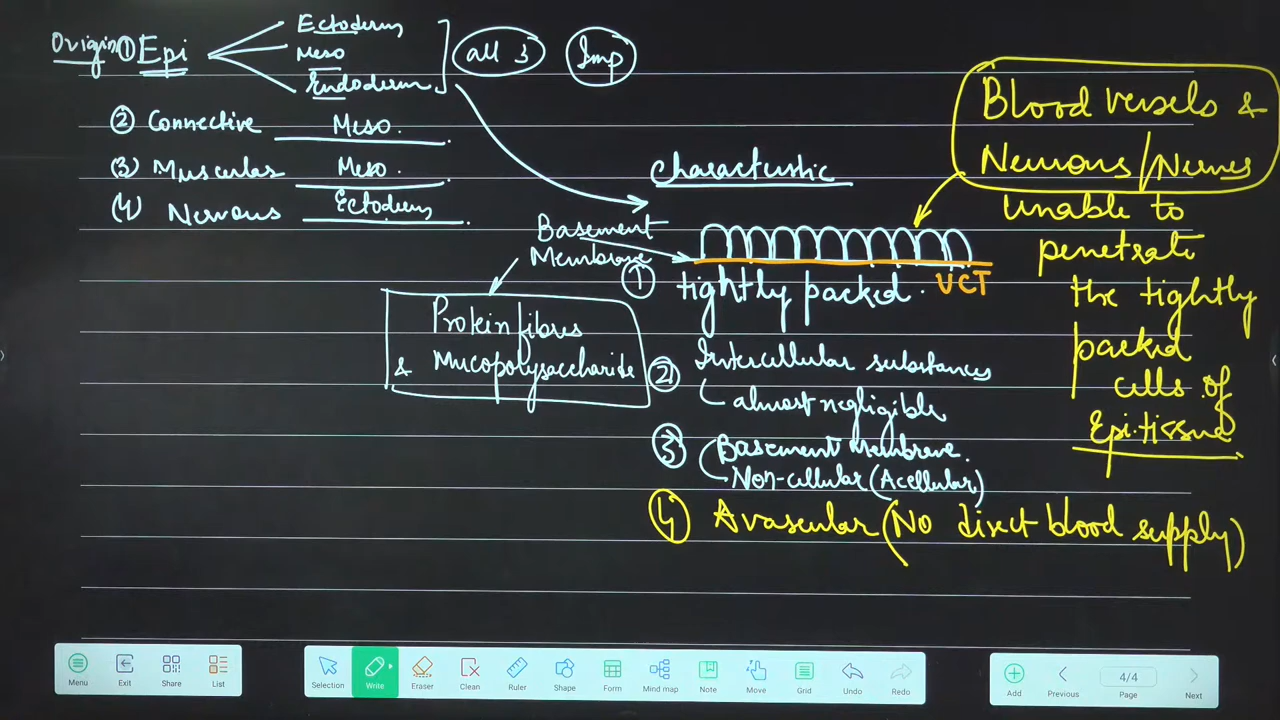 Origin ① Epi
Ectoderm
Meso
Endoderm
all 3
Imp
② Connective Meso.
(3) Muscular Meso.
(4) Nervous Ectoderm
Blood vessels &
Neurons/Nerves
unable to
penetrate
the tightly
packed
cells of
Epi.tissue
Characteristic
Basement
Membrane
Protein fibres
& Mucopolysaccharide
① tightly packed.
VCT
② Intercellular substances
almost negligible
③ Basement Membrane.
Non-cellular (Acellular)
④ Avascular (No direct blood supply)
Menu
Exit
Share
List
Selection
Write
Eraser
Clean
Ruler
Shape
Form
Mind map
Note
Move
Grid
Undo
Redo
Add
Previous
4/4
Page
Next